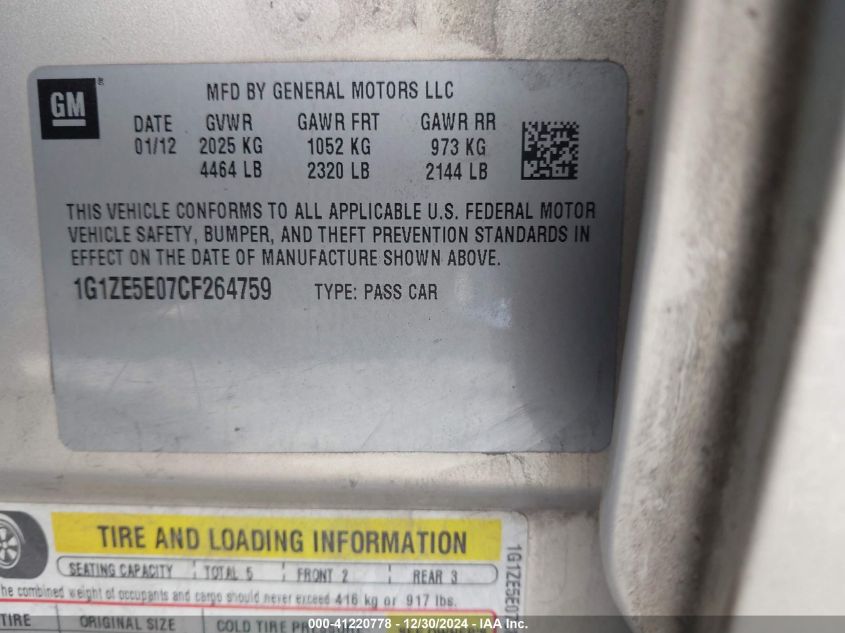 GM
MFD BY GENERAL MOTORS LLC
DATE GVWR GAWR FRT GAWR RR
01/12 2025 KG 1052 KG 973 KG
4464 LB 2320 LB 2144 LB
THIS VEHICLE CONFORMS TO ALL APPLICABLE U.S. FEDERAL MOTOR
VEHICLE SAFETY, BUMPER, AND THEFT PREVENTION STANDARDS IN
EFFECT ON THE DATE OF MANUFACTURE SHOWN ABOVE.
1G1ZE5E07CF264759 TYPE: PASS CAR
TIRE AND LOADING INFORMATION
SEATING CAPACITY TOTAL 5 FRONT 2 REAR 3
The combined weight of occupants and cargo should never exceed 416 kg or 917 lbs.
TIRE ORIGINAL SIZE COLD TIRE PRESSURE
1G1ZE5E07
000-41220778 - 12/30/2024 - IAA Inc.